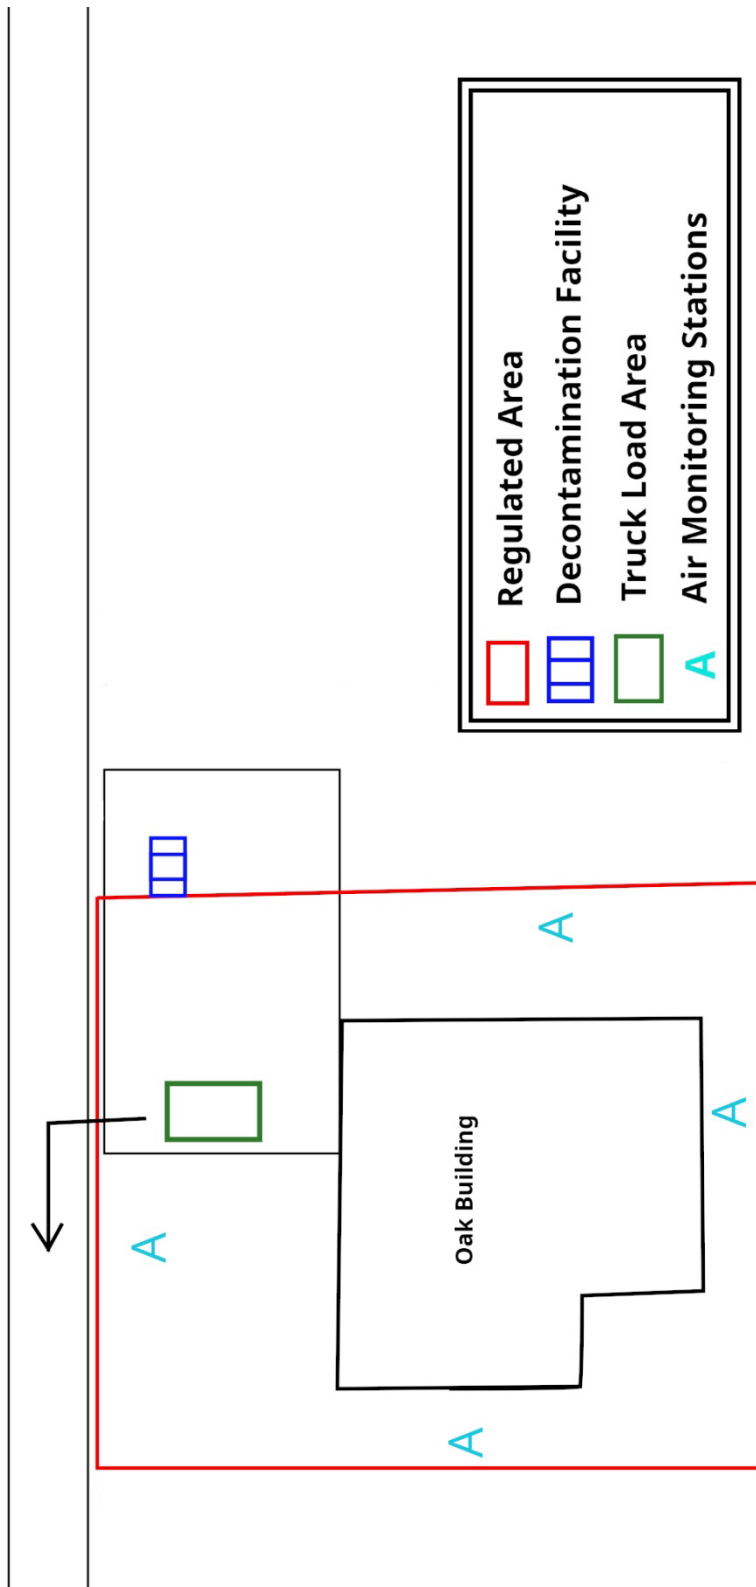 Regulated Area
Decontamination Facility
Truck Load Area
A Air Monitoring Stations
A
A
A
Oak Building
A